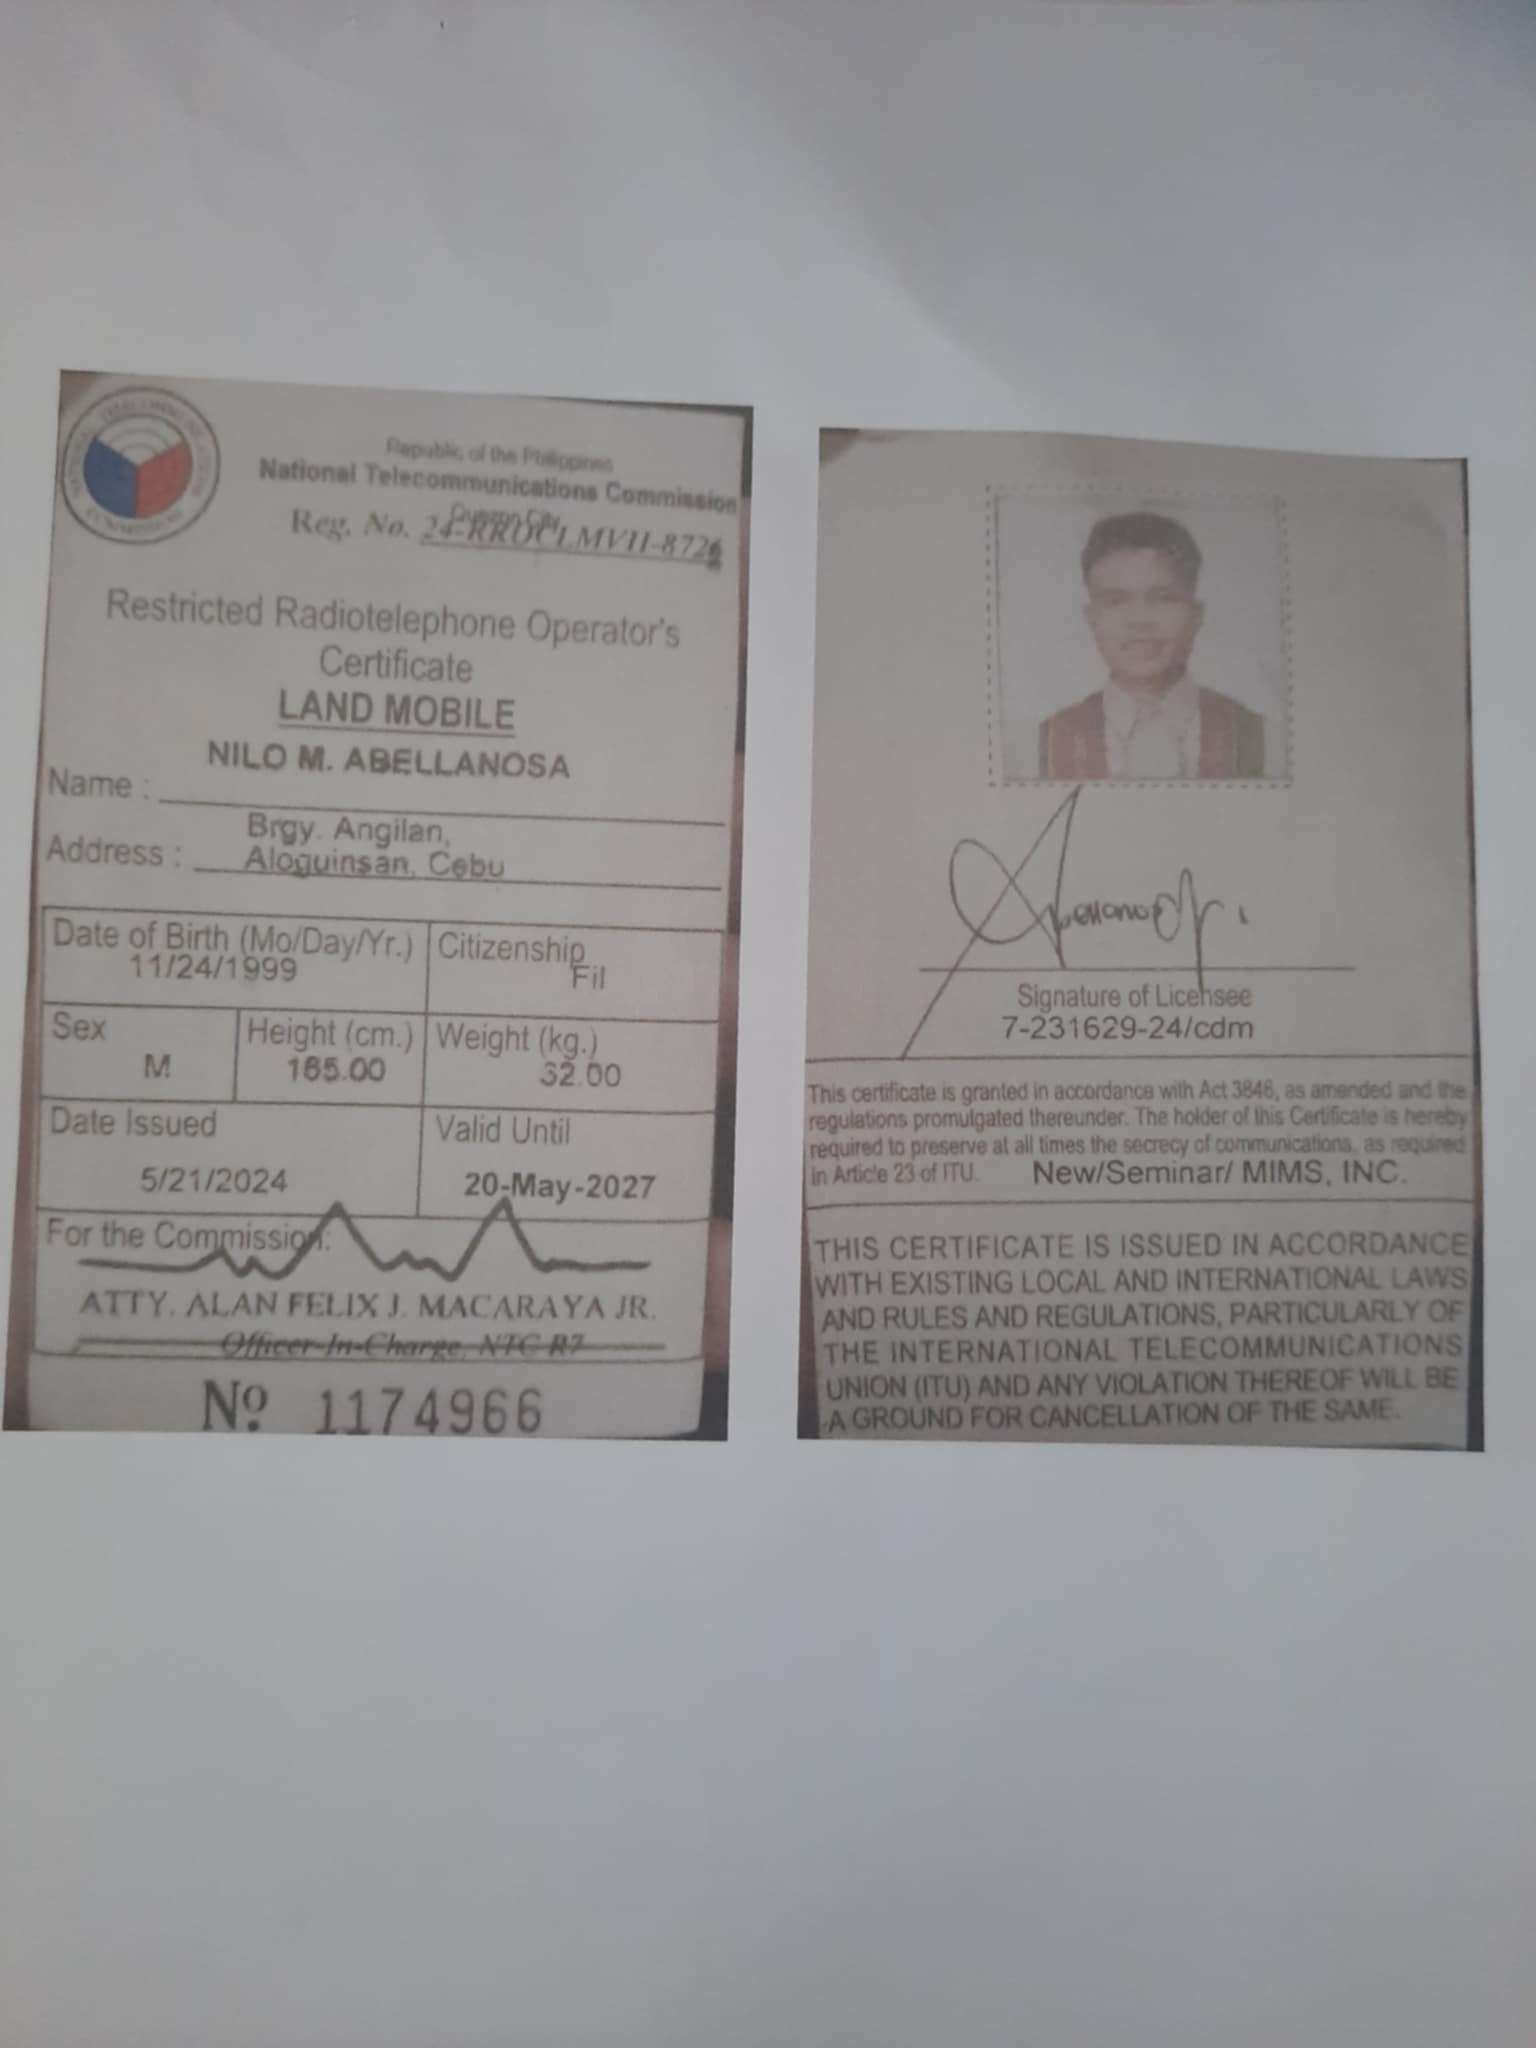 Republic of the Philippines
National Telecommunications Commission
Quezon City
Reg. No. 24-RROCLMVII-8726
Restricted Radiotelephone Operator's
Certificate
LAND MOBILE
NILO M. ABELLANOSA
Name :
Brgy. Angilan,
Address : Aloguinsan, Cebu
Date of Birth (Mo/Day/Yr.) Citizenship
11/24/1999 Fil
Sex Height (cm.) Weight (kg.)
M 165.00
Date Issued Valid Until
5/21/2024 20-May-2027
For the Commission:
ATTY. ALAN FELIX J. MACARAYA JR.
Officer-In-Charge, NTC R7
Nº 1174966
Abellanosa Jr.
Signature of Licensee
7-231629-24/cdm
This certificate is granted in accordance with Act 3846, as amended and the
regulations promulgated thereunder. The holder of this Certificate is hereby
required to preserve at all times the secrecy of communications, as required
in Article 23 of ITU. New/Seminar/ MIMS, INC.
THIS CERTIFICATE IS ISSUED IN ACCORDANCE
WITH EXISTING LOCAL AND INTERNATIONAL LAWS
AND RULES AND REGULATIONS, PARTICULARLY OF
THE INTERNATIONAL TELECOMMUNICATIONS
UNION (ITU) AND ANY VIOLATION THEREOF WILL BE
A GROUND FOR CANCELLATION OF THE SAME.